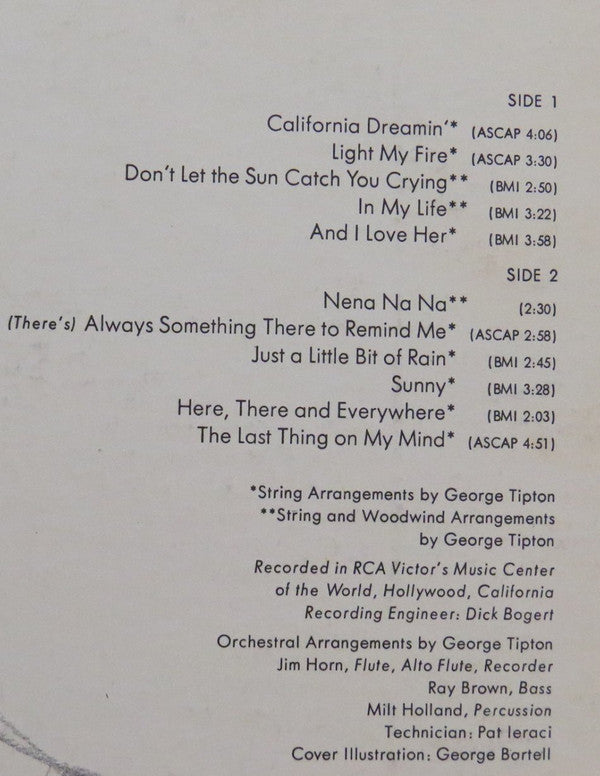 SIDE 1
California Dreamin'* (ASCAP 4:06)
Light My Fire* (ASCAP 3:30)
Don't Let the Sun Catch You Crying** (BMI 2:50)
In My Life** (BMI 3:22)
And I Love Her* (BMI 3:58)
SIDE 2
Nena Na Na** (2:30)
(There's) Always Something There to Remind Me* (ASCAP 2:58)
Just a Little Bit of Rain* (BMI 2:45)
Sunny* (BMI 3:28)
Here, There and Everywhere* (BMI 2:03)
The Last Thing on My Mind* (ASCAP 4:51)
*String Arrangements by George Tipton
**String and Woodwind Arrangements
by George Tipton
Recorded in RCA Victor's Music Center
of the World, Hollywood, California
Recording Engineer: Dick Bogert
Orchestral Arrangements by George Tipton
Jim Horn, Flute, Alto Flute, Recorder
Ray Brown, Bass
Milt Holland, Percussion
Technician: Pat Ieraci
Cover Illustration: George Bartell